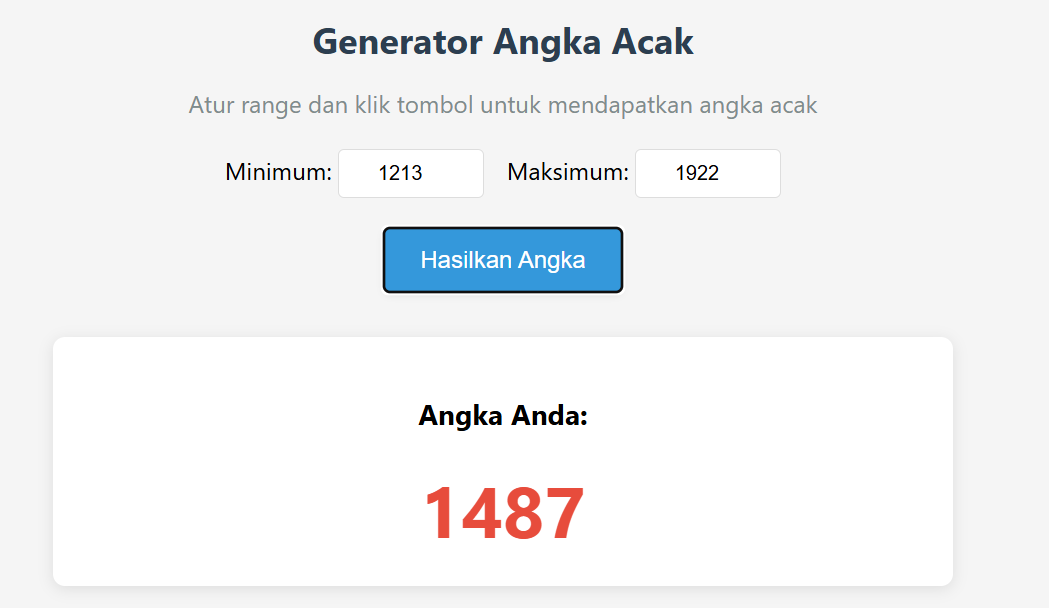 Generator Angka Acak
Atur range dan klik tombol untuk mendapatkan angka acak
Minimum: 1213 Maksimum: 1922
Hasilkan Angka
Angka Anda:
1487